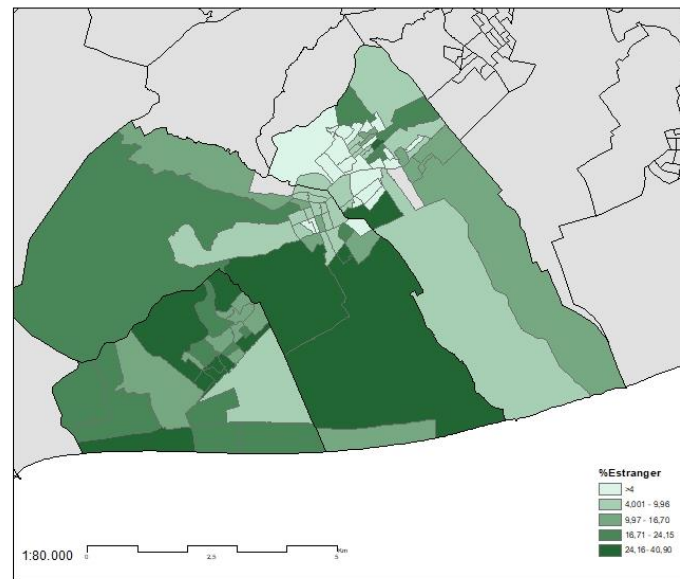 %Estranger
>4
4,001 - 9,96
9,97 - 16,70
16,71 - 24,15
24,16- 40,90
1:80.000
0
2,5
5
Km